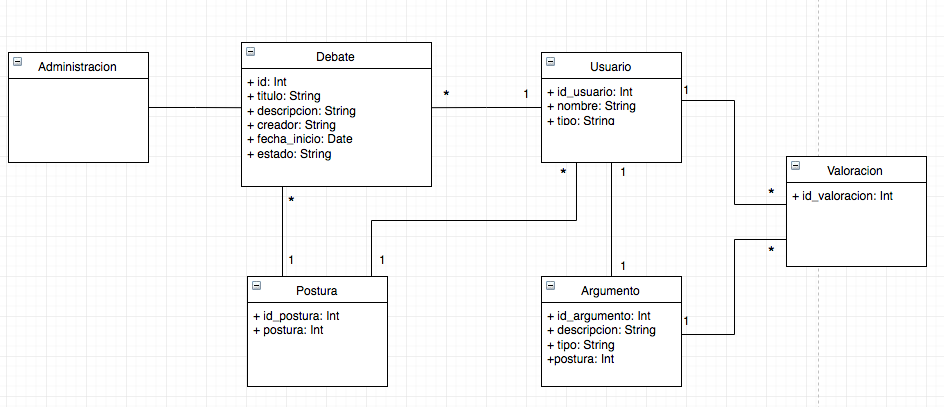 Administracion
Debate
+ id: Int
+ titulo: String
+ descripcion: String
+ creador: String
+ fecha_inicio: Date
+ estado: String
*
1
Usuario
+ id_usuario: Int
+ nombre: String
+ tipo: String
1
*
Valoracion
+ id_valoracion: Int
*
*
1
1
*
1
1
Postura
+ id_postura: Int
+ postura: Int
Argumento
+ id_argumento: Int
+ descripcion: String
+ tipo: String
+postura: Int
1